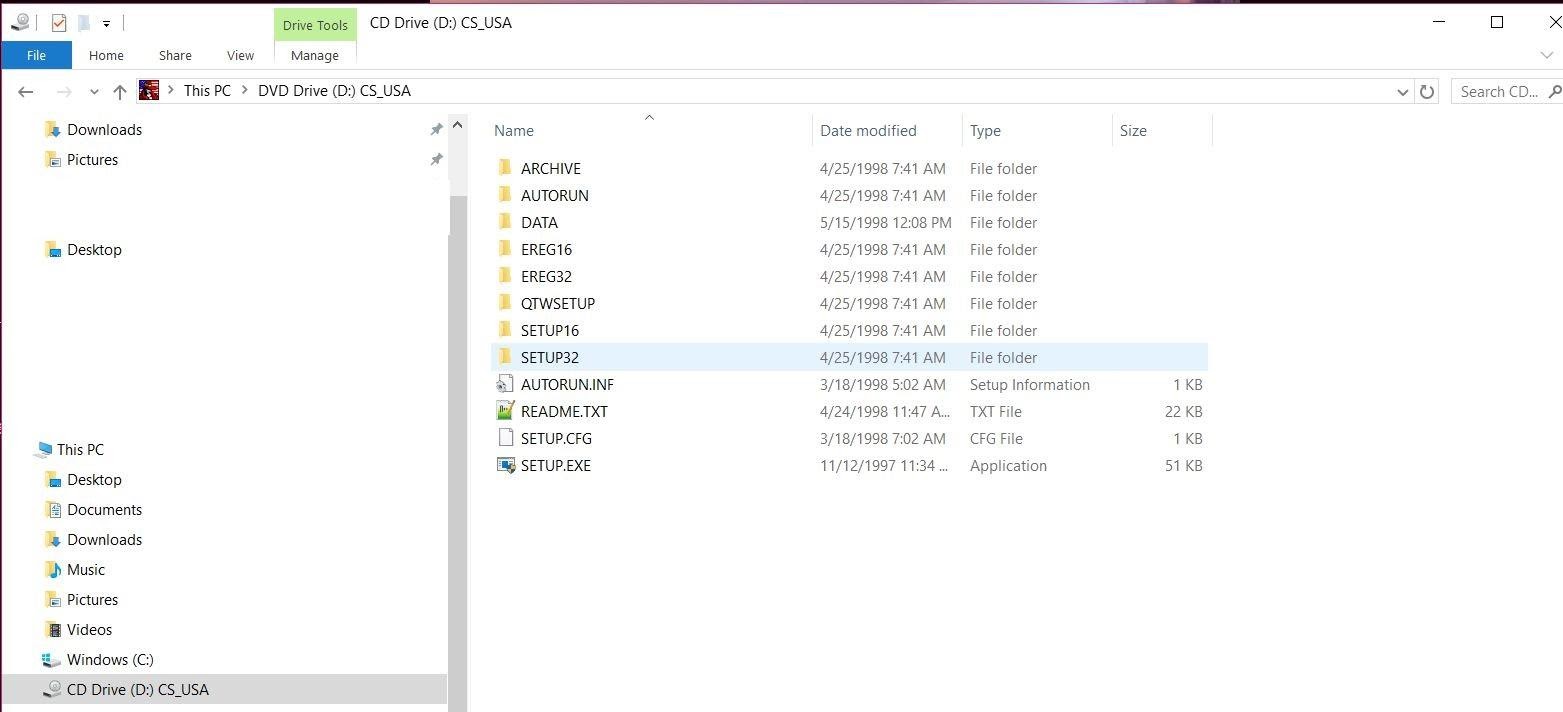 Drive Tools CD Drive (D:) CS_USA
File Home Share View Manage
This PC DVD Drive (D:) CS_USA Search CD...
Downloads
Pictures
Desktop
This PC
Desktop
Documents
Downloads
Music
Pictures
Videos
Windows (C:)
CD Drive (D:) CS_USA
Name Date modified Type Size
ARCHIVE 4/25/1998 7:41 AM File folder
AUTORUN 4/25/1998 7:41 AM File folder
DATA 5/15/1998 12:08 PM File folder
EREG16 4/25/1998 7:41 AM File folder
EREG32 4/25/1998 7:41 AM File folder
QTWSETUP 4/25/1998 7:41 AM File folder
SETUP16 4/25/1998 7:41 AM File folder
SETUP32 4/25/1998 7:41 AM File folder
AUTORUN.INF 3/18/1998 5:02 AM Setup Information 1 KB
README.TXT 4/24/1998 11:47 A... TXT File 22 KB
SETUP.CFG 3/18/1998 7:02 AM CFG File 1 KB
SETUP.EXE 11/12/1997 11:34 ... Application 51 KB